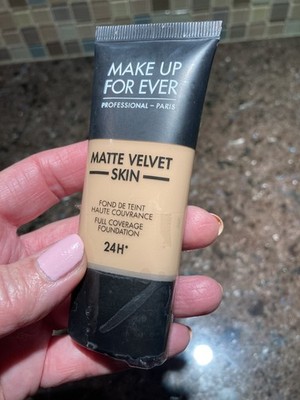 MAKE UP
FOR EVER
PROFESSIONAL – PARIS
MATTE VELVET
SKIN
FOND DE TEINT
HAUTE COUVRANCE
FULL COVERAGE
FOUNDATION
24H*